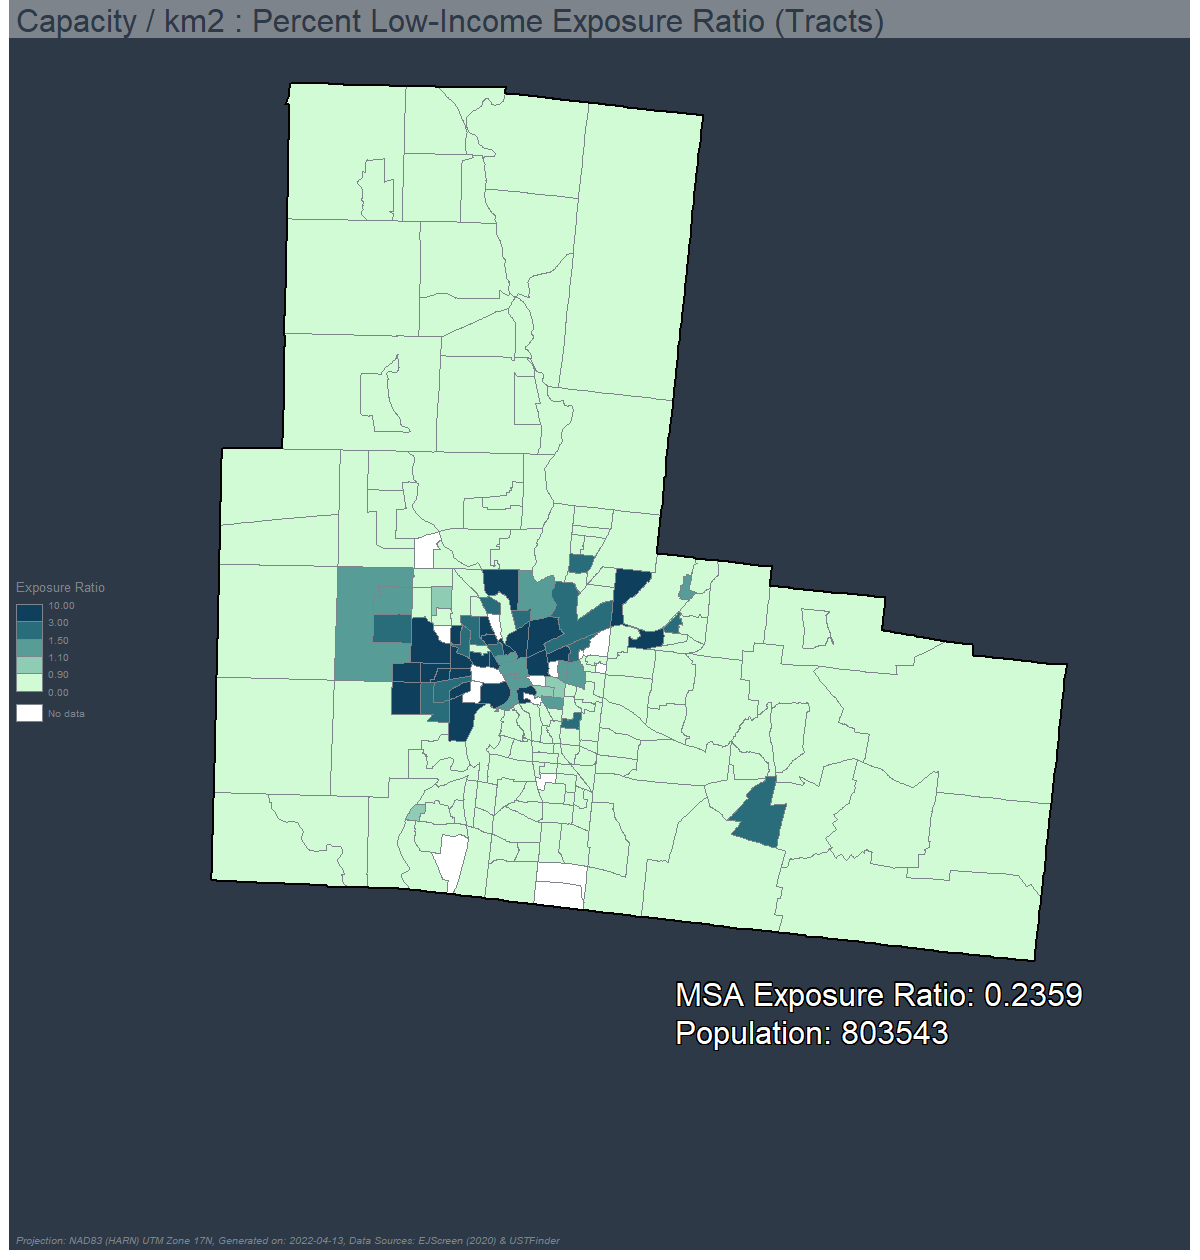 Capacity / km2 : Percent Low-Income Exposure Ratio (Tracts)
Exposure Ratio
10.00
3.00
1.50
1.10
0.90
0.00
No data
MSA Exposure Ratio: 0.2359
Population: 803543
Projection: NAD83 (HARN) UTM Zone 17N, Generated on: 2022-04-13, Data Sources: EJScreen (2020) & USTFinder